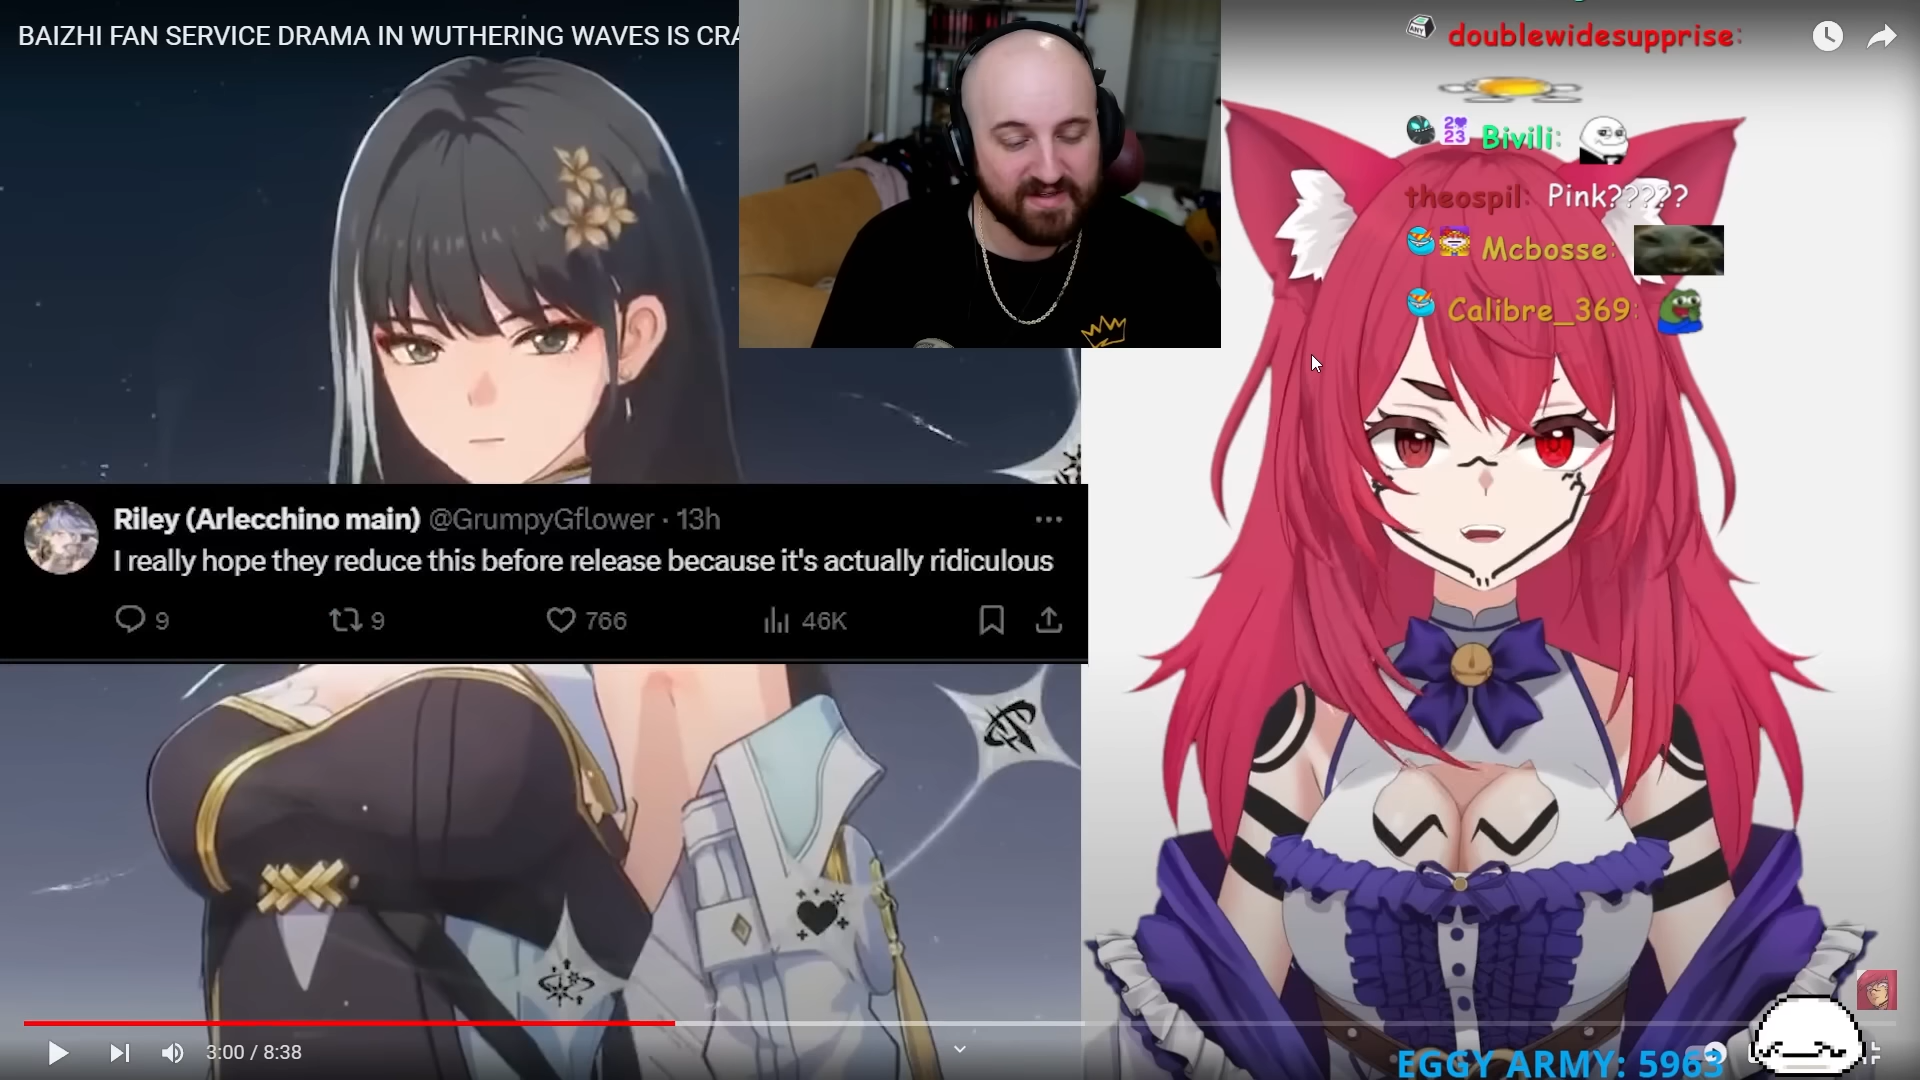 BAIZHI FAN SERVICE DRAMA IN WUTHERING WAVES IS CRA
doublewidesupprise:
ANY
2023 Bivili:
theospil: Pink?????
Mcbosse:
Calibre_369:
Riley (Arlecchino main) @GrumpyGflower · 13h
I really hope they reduce this before release because it's actually ridiculous
9 9 766 46K
3:00 / 8:38
EGGY ARMY: 5963